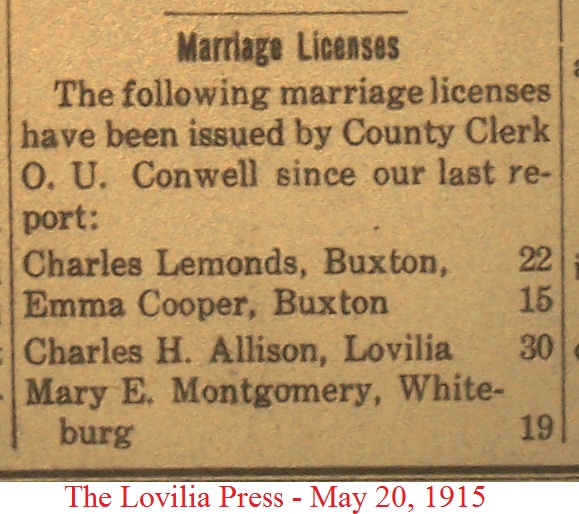 Marriage Licenses
The following marriage licenses
have been issued by County Clerk
O. U. Conwell since our last re-
port:
Charles Lemonds, Buxton, 22
Emma Cooper, Buxton 15
Charles H. Allison, Lovilia 30
Mary E. Montgomery, White-
burg 19
The Lovilia Press - May 20, 1915